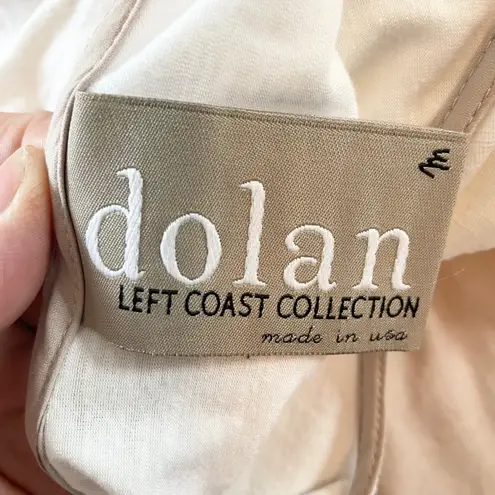 m
dolan
LEFT COAST COLLECTION
made in usa